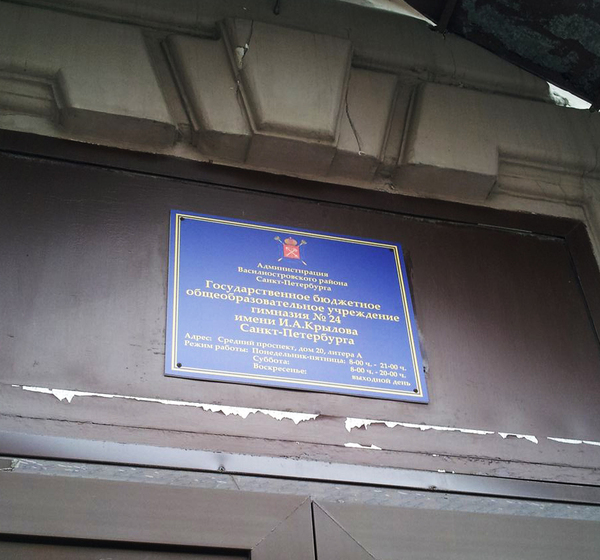 Администрация
Василеостровского района
Санкт-Петербурга
Государственное бюджетное
общеобразовательное учреждение
гимназия № 24
имени И.А.Крылова
Санкт-Петербурга
Адрес: Средний проспект, дом 20, литера А
Режим работы: Понедельник-пятница: 8-00 ч. - 21-00 ч.
Суббота: 8-00 ч. - 20-00 ч.
Воскресенье: выходной день